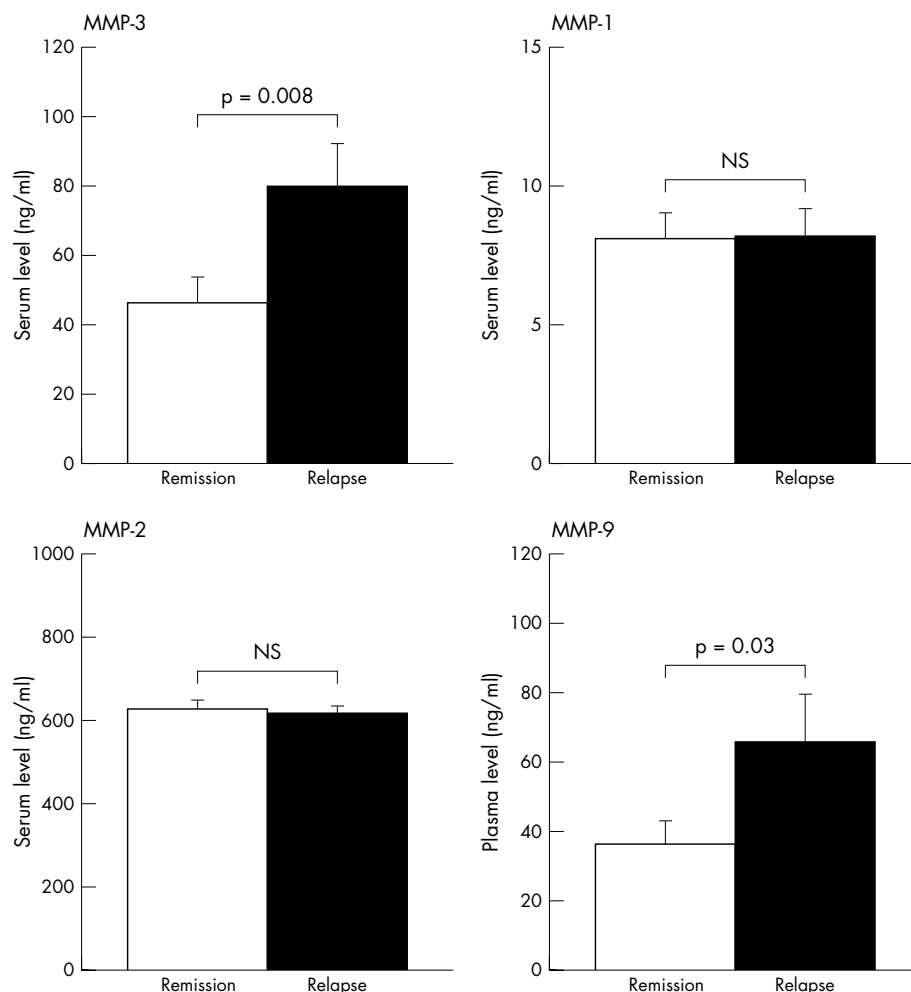 MMP-3
120
100
80
60
40
20
0
Serum level (ng/ml)
p = 0.008
Remission
Relapse
MMP-1
15
10
5
0
Serum level (ng/ml)
NS
Remission
Relapse
MMP-2
1000
800
600
400
200
0
Serum level (ng/ml)
NS
Remission
Relapse
MMP-9
120
100
80
60
40
20
0
Plasma level (ng/ml)
p = 0.03
Remission
Relapse